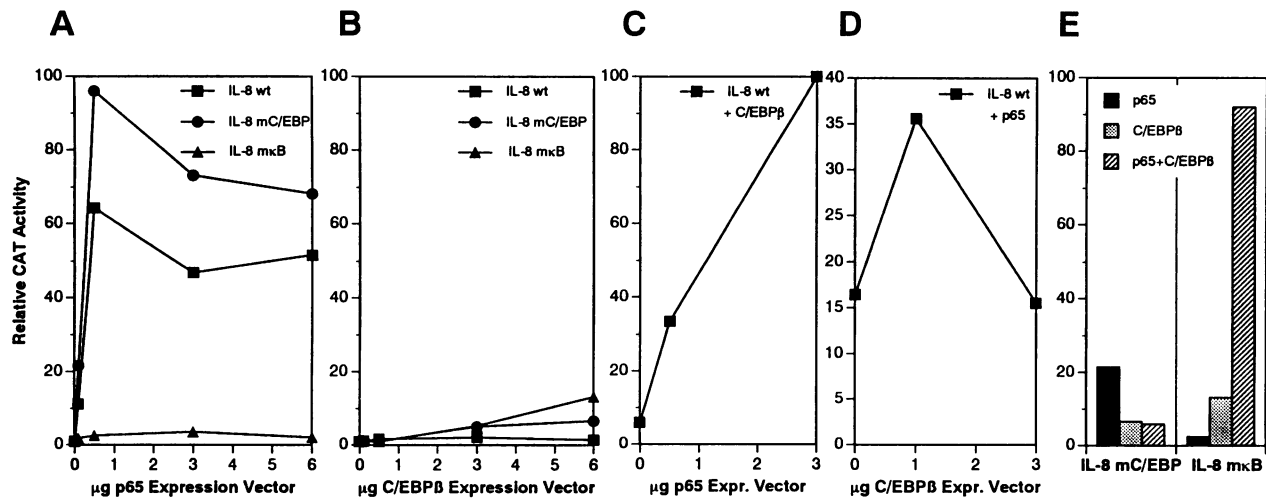 A
B
C
D
E
Relative CAT Activity
100
80
60
40
20
0
0 1 2 3 4 5 6
µg p65 Expression Vector
IL-8 wt
IL-8 mC/EBP
IL-8 mκB
100
80
60
40
20
0
0 1 2 3 4 5 6
µg C/EBPß Expression Vector
IL-8 wt
IL-8 mC/EBP
IL-8 mκB
100
80
60
40
20
0
0 1 2 3
µg p65 Expr. Vector
IL-8 wt
+ C/EBPβ
40
35
30
25
20
15
10
5
0
0 1 2 3
µg C/EBPß Expr. Vector
IL-8 wt
+ p65
100
80
60
40
20
0
p65
C/EBPß
p65+C/EBPß
IL-8 mC/EBP IL-8 mκB